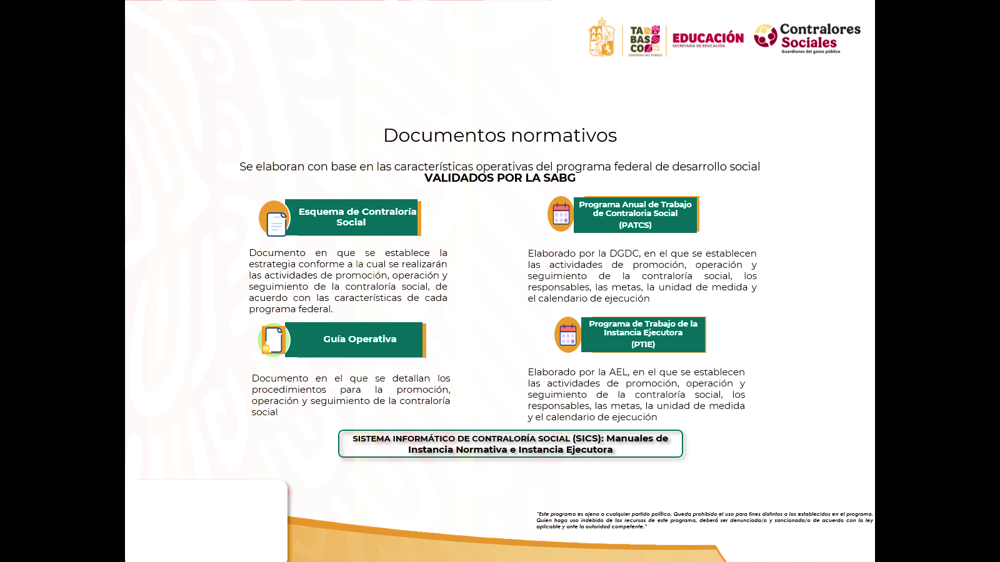 TA
BAS
CO
GOBIERNO DEL PUEBLO
EDUCACIÓN
SECRETARÍA DE EDUCACIÓN
Contralores
Sociales
Guardianes del gasto público
Documentos normativos
Se elaboran con base en las características operativas del programa federal de desarrollo social
VALIDADOS POR LA SABG
Esquema de Contraloría
Social
Documento en que se establece la
estrategia conforme a la cual se realizarán
las actividades de promoción, operación y
seguimiento de la contraloría social, de
acuerdo con las características de cada
programa federal.
Guía Operativa
Documento en el que se detallan los
procedimientos para la promoción,
operación y seguimiento de la contraloría
social
Programa Anual de Trabajo
de Contraloria Social
(PATCS)
Elaborado por la DGDC, en el que se establecen
las actividades de promoción, operación y
seguimiento de la contraloría social, los
responsables, las metas, la unidad de medida y
el calendario de ejecución
Programa de Trabajo de la
Instancia Ejecutora
(PTIE)
Elaborado por la AEL, en el que se establecen
las actividades de promoción, operación y
seguimiento de la contraloría social, los
responsables, las metas, la unidad de medida
y el calendario de ejecución
SISTEMA INFORMÁTICO DE CONTRALORÍA SOCIAL (SICS): Manuales de
Instancia Normativa e Instancia Ejecutora
"Este programa es ajeno a cualquier partido político. Queda prohibido el uso para fines distintos a los establecidos en el programa.
Quien haga uso indebido de los recursos de este programa, deberá ser denunciada/o y sancionada/o de acuerdo con la ley
aplicable y ante la autoridad competente."